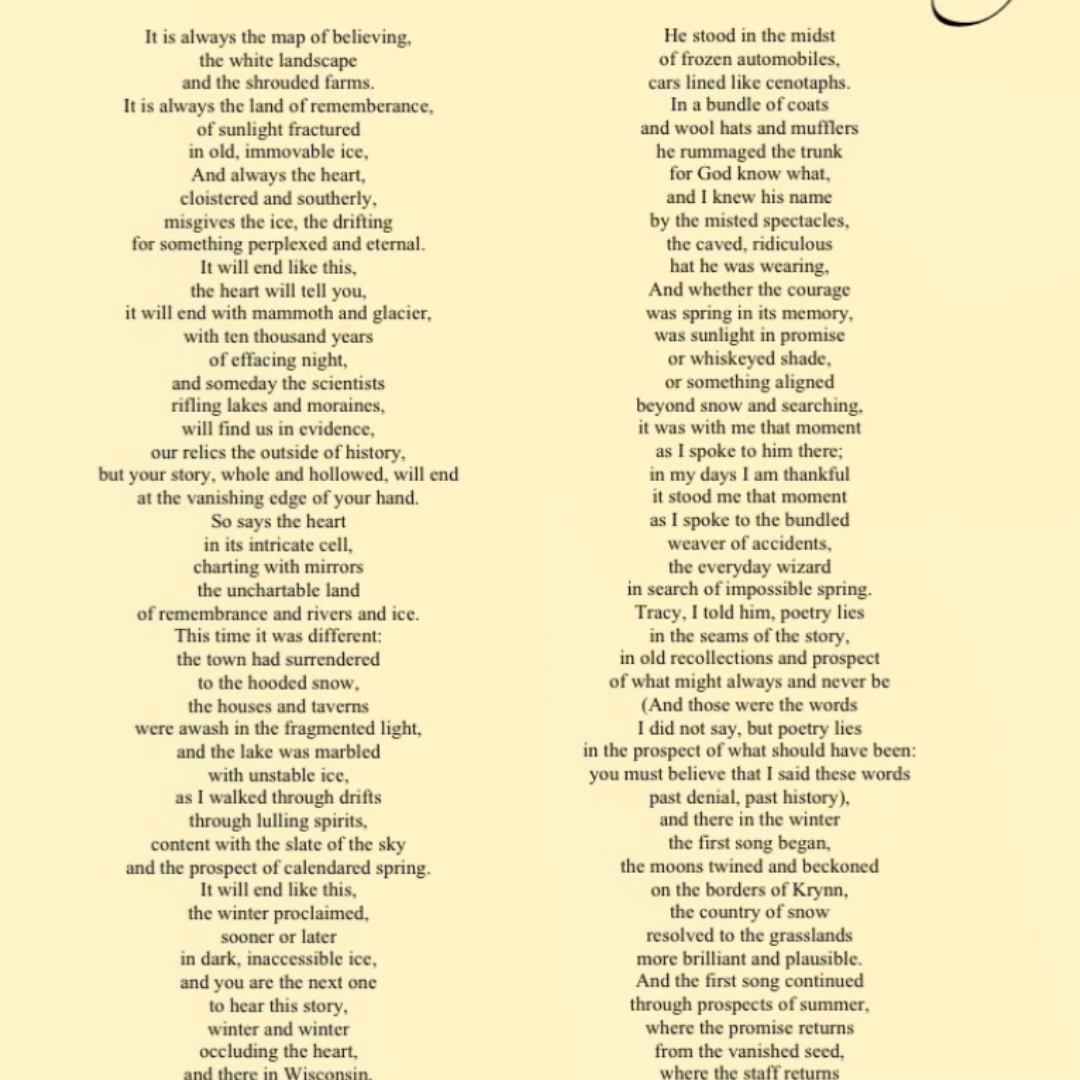 It is always the map of believing,
the white landscape
and the shrouded farms.
It is always the land of rememberance,
of sunlight fractured
in old, immovable ice,
And always the heart,
cloistered and southerly,
misgives the ice, the drifting
for something perplexed and eternal.
It will end like this,
the heart will tell you,
it will end with mammoth and glacier,
with ten thousand years
of effacing night,
and someday the scientists
rifling lakes and moraines,
will find us in evidence,
our relics the outside of history,
but your story, whole and hollowed, will end
at the vanishing edge of your hand.
So says the heart
in its intricate cell,
charting with mirrors
the unchartable land
of remembrance and rivers and ice.
This time it was different:
the town had surrendered
to the hooded snow,
the houses and taverns
were awash in the fragmented light,
and the lake was marbled
with unstable ice,
as I walked through drifts
through lulling spirits,
content with the slate of the sky
and the prospect of calendared spring.
It will end like this,
the winter proclaimed,
sooner or later
in dark, inaccessible ice,
and you are the next one
to hear this story,
winter and winter
occluding the heart,
and there in Wisconsin,
He stood in the midst
of frozen automobiles,
cars lined like cenotaphs.
In a bundle of coats
and wool hats and mufflers
he rummaged the trunk
for God know what,
and I knew his name
by the misted spectacles,
the caved, ridiculous
hat he was wearing,
And whether the courage
was spring in its memory,
was sunlight in promise
or whiskeyed shade,
or something aligned
beyond snow and searching,
it was with me that moment
as I spoke to him there;
in my days I am thankful
it stood me that moment
as I spoke to the bundled
weaver of accidents,
the everyday wizard
in search of impossible spring.
Tracy, I told him, poetry lies
in the seams of the story,
in old recollections and prospect
of what might always and never be
(And those were the words
I did not say, but poetry lies
in the prospect of what should have been:
you must believe that I said these words
past denial, past history),
and there in the winter
the first song began,
the moons twined and beckoned
on the borders of Krynn,
the country of snow
resolved to the grasslands
more brilliant and plausible.
And the first song continued
through prospects of summer,
where the promise returns
from the vanished seed,
where the staff returns